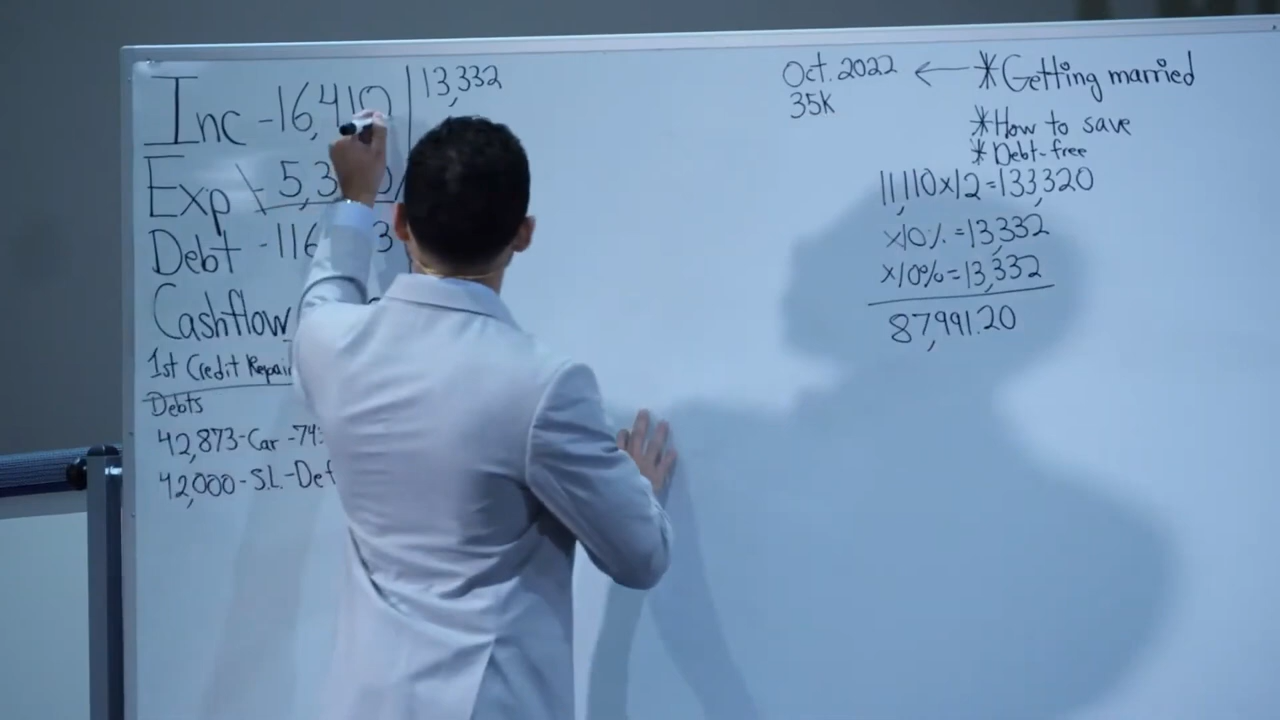 Inc -16,410 | 13,332
Exp - 5,3
Debt -116 3
Cashflow
1st Credit Repair
Debts
42,873-Car -74
42,000-S.L.-Def
Oct. 2022 ← * Getting married
35K
* How to save
* Debt-free
11,110x12=133,320
x10% =13,332
x10%=13,332
87,991.20